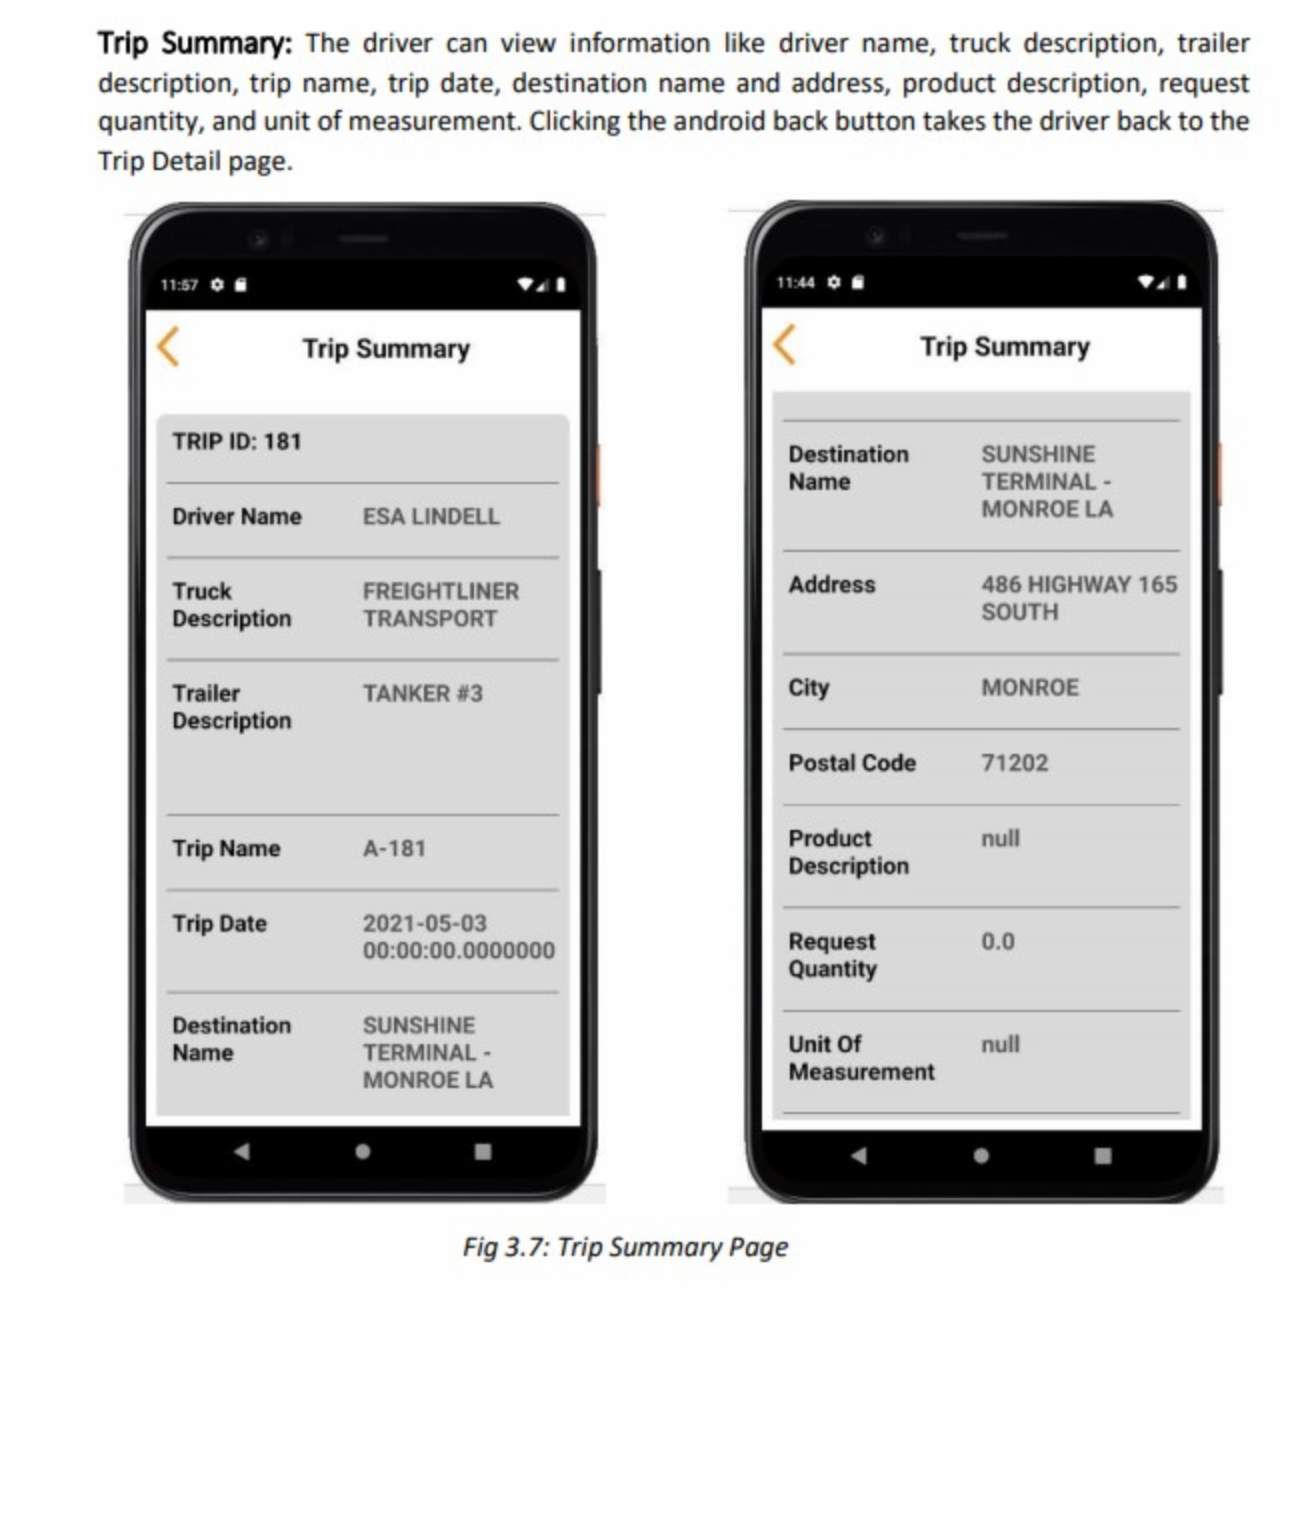 Trip Summary: The driver can view information like driver name, truck description, trailer
description, trip name, trip date, destination name and address, product description, request
quantity, and unit of measurement. Clicking the android back button takes the driver back to the
Trip Detail page.
11:57
Trip Summary
TRIP ID: 181
Driver Name ESA LINDELL
Truck FREIGHTLINER
Description TRANSPORT
Trailer TANKER #3
Description
Trip Name A-181
Trip Date 2021-05-03
00:00:00.0000000
Destination SUNSHINE
Name TERMINAL -
MONROE LA
11:44
Trip Summary
Destination SUNSHINE
Name TERMINAL -
MONROE LA
Address 486 HIGHWAY 165
SOUTH
City MONROE
Postal Code 71202
Product null
Description
Request 0.0
Quantity
Unit Of null
Measurement
Fig 3.7: Trip Summary Page